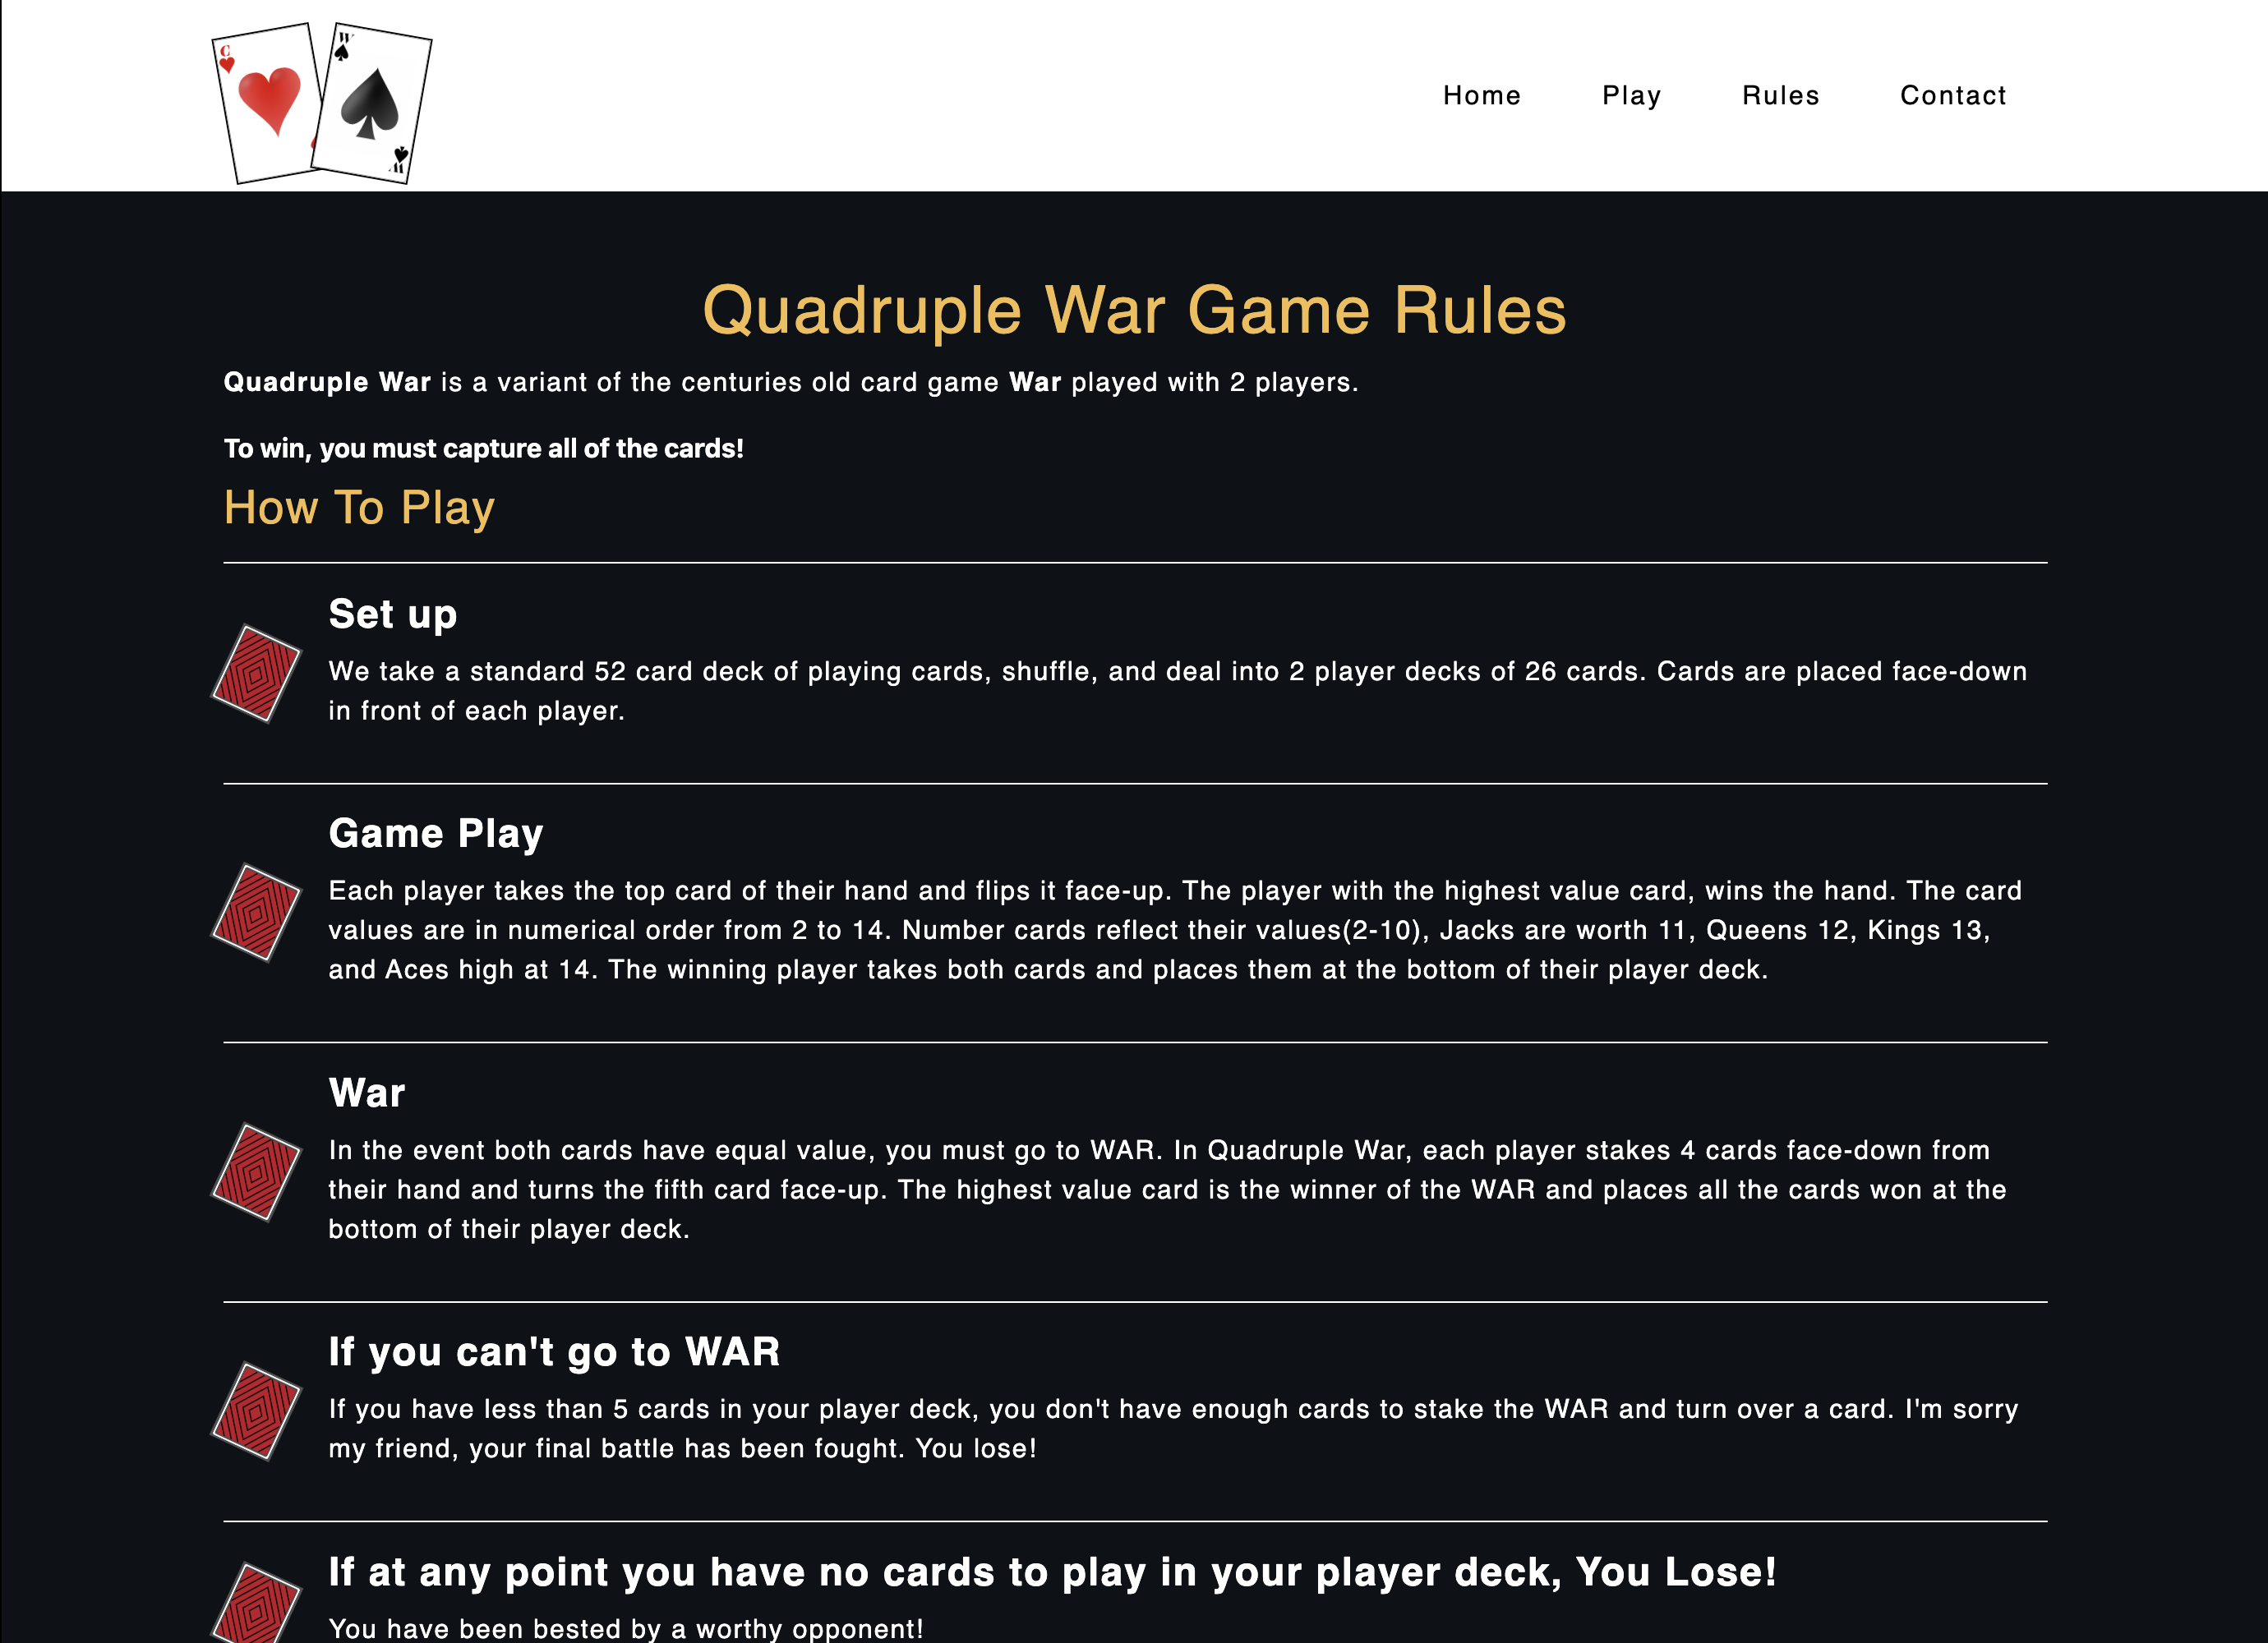 C
W
W
Home Play Rules Contact
Quadruple War Game Rules
Quadruple War is a variant of the centuries old card game War played with 2 players.
To win, you must capture all of the cards!
How To Play
Set up
We take a standard 52 card deck of playing cards, shuffle, and deal into 2 player decks of 26 cards. Cards are placed face-down
in front of each player.
Game Play
Each player takes the top card of their hand and flips it face-up. The player with the highest value card, wins the hand. The card
values are in numerical order from 2 to 14. Number cards reflect their values(2-10), Jacks are worth 11, Queens 12, Kings 13,
and Aces high at 14. The winning player takes both cards and places them at the bottom of their player deck.
War
In the event both cards have equal value, you must go to WAR. In Quadruple War, each player stakes 4 cards face-down from
their hand and turns the fifth card face-up. The highest value card is the winner of the WAR and places all the cards won at the
bottom of their player deck.
If you can't go to WAR
If you have less than 5 cards in your player deck, you don't have enough cards to stake the WAR and turn over a card. I'm sorry
my friend, your final battle has been fought. You lose!
If at any point you have no cards to play in your player deck, You Lose!
You have been bested by a worthy opponent!